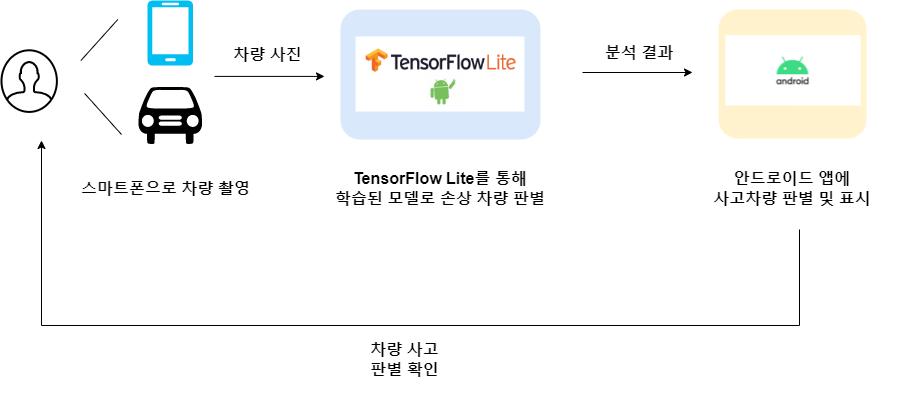 차량 사진
TensorFlow Lite
분석 결과
android
스마트폰으로 차량 촬영
TensorFlow Lite를 통해
학습된 모델로 손상 차량 판별
안드로이드 앱에
사고차량 판별 및 표시
차량 사고
판별 확인